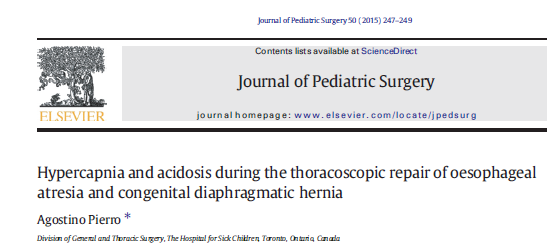 Journal of Pediatric Surgery 50 (2015) 247–249
Contents lists available at ScienceDirect
Journal of Pediatric Surgery
journal homepage: www.elsevier.com/locate/jpedsurg
ELSEVIER
Hypercapnia and acidosis during the thoracoscopic repair of oesophageal
atresia and congenital diaphragmatic hernia
Agostino Pierro *
Division of General and Thoracic Surgery, The Hospital for Sick Children, Toronto, Ontario, Canada